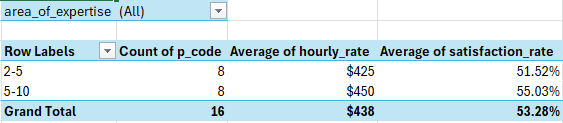 area_of_expertise (All)
Row Labels Count of p_code Average of hourly_rate Average of satisfaction_rate
2-5 8 $425 51.52%
5-10 8 $450 55.03%
Grand Total 16 $438 53.28%